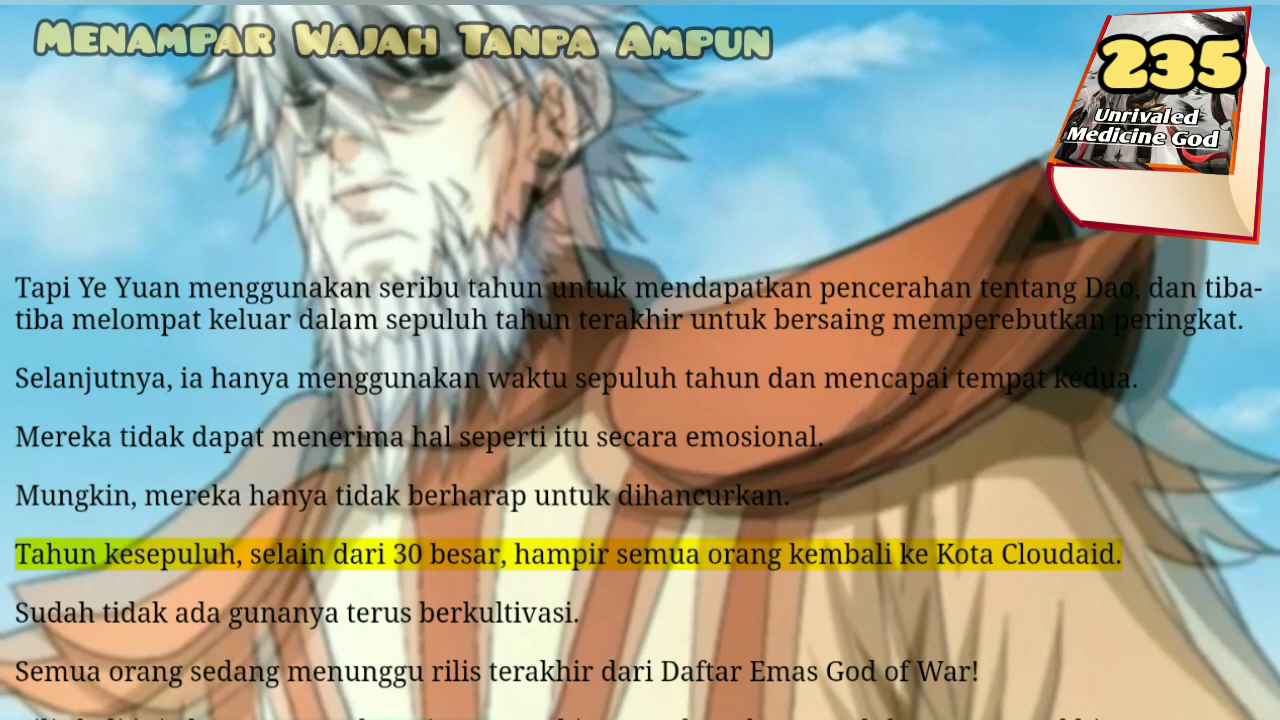 Menampar Wajah Tanpa Ampun
235
Unrivaled
Medicine God
Tapi Ye Yuan menggunakan seribu tahun untuk mendapatkan pencerahan tentang Dao, dan tiba-
tiba melompat keluar dalam sepuluh tahun terakhir untuk bersaing memperebutkan peringkat.
Selanjutnya, ia hanya menggunakan waktu sepuluh tahun dan mencapai tempat kedua.
Mereka tidak dapat menerima hal seperti itu secara emosional.
Mungkin, mereka hanya tidak berharap untuk dihancurkan.
Tahun kesepuluh, selain dari 30 besar, hampir semua orang kembali ke Kota Cloudaid.
Sudah tidak ada gunanya terus berkultivasi.
Semua orang sedang menunggu rilis terakhir dari Daftar Emas God of War!